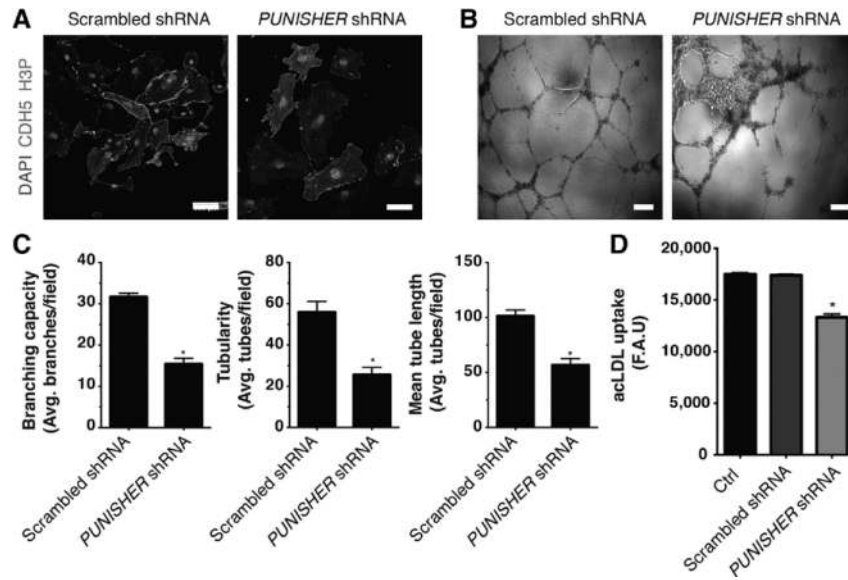 A
Scrambled shRNA
PUNISHER shRNA
DAPI CDH5 H3P
B
Scrambled shRNA
PUNISHER shRNA
C
Branching capacity
(Avg. branches/field)
40
30
20
10
0
Scrambled shRNA
PUNISHER shRNA
*
Tubularity
(Avg. tubes/field)
80
60
40
20
0
Scrambled shRNA
PUNISHER shRNA
*
Mean tube length
(Avg. tubes/field)
150
100
50
0
Scrambled shRNA
PUNISHER shRNA
*
D
acLDL uptake
(F.A.U)
20,000
15,000
10,000
5,000
0
Ctrl
Scrambled shRNA
PUNISHER shRNA
*